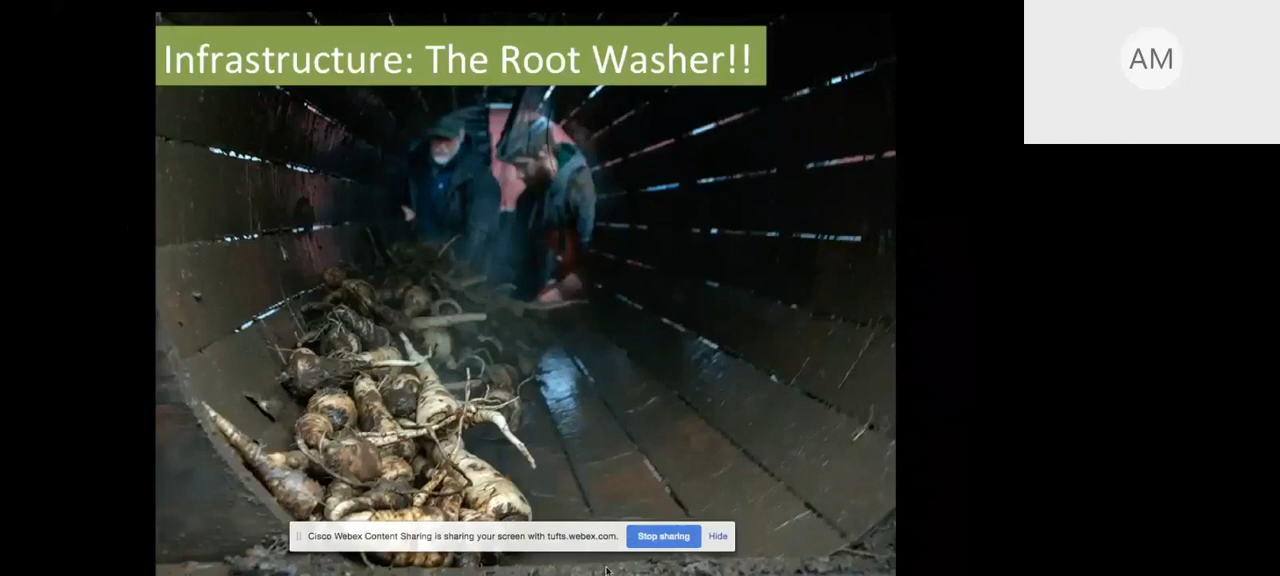 Infrastructure: The Root Washer!!
AM
Cisco Webex Content Sharing is sharing your screen with tufts.webex.com.
Stop sharing
Hide